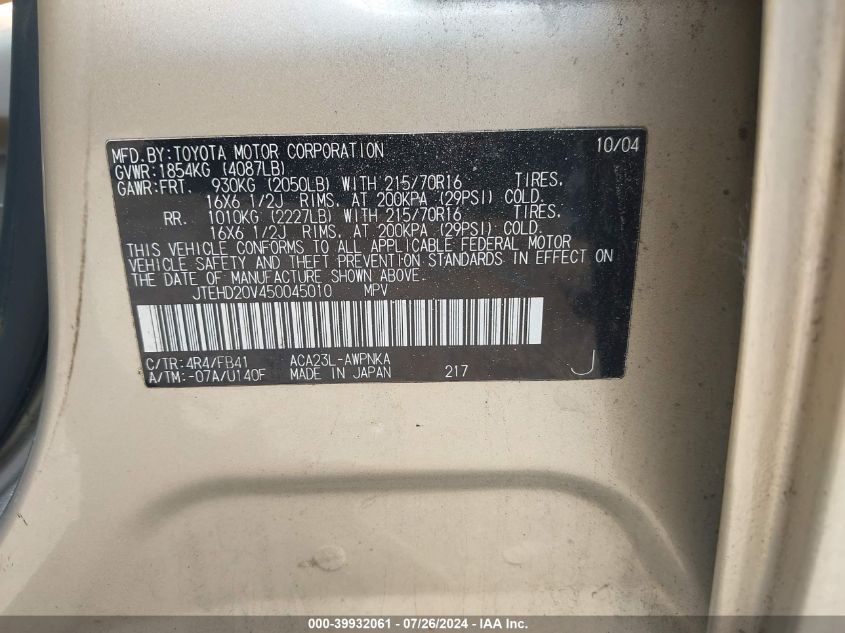 MFD.BY:TOYOTA MOTOR CORPORATION 10/04
GVWR:1854KG (4087LB)
GAWR:FRT. 930KG (2050LB) WITH 215/70R16 TIRES,
16X6 1/2J RIMS, AT 200KPA (29PSI) COLD.
RR. 1010KG (2227LB) WITH 215/70R16 TIRES,
16X6 1/2J RIMS, AT 200KPA (29PSI) COLD.
THIS VEHICLE CONFORMS TO ALL APPLICABLE FEDERAL MOTOR
VEHICLE SAFETY AND THEFT PREVENTION STANDARDS IN EFFECT ON
THE DATE OF MANUFACTURE SHOWN ABOVE.
JTEHD20V450045010 MPV
C/TR:4R4/FB41 ACA23L-AWPNKA
A/TM:-07A/U140F MADE IN JAPAN 217 J
000-39932061 - 07/26/2024 - IAA Inc.